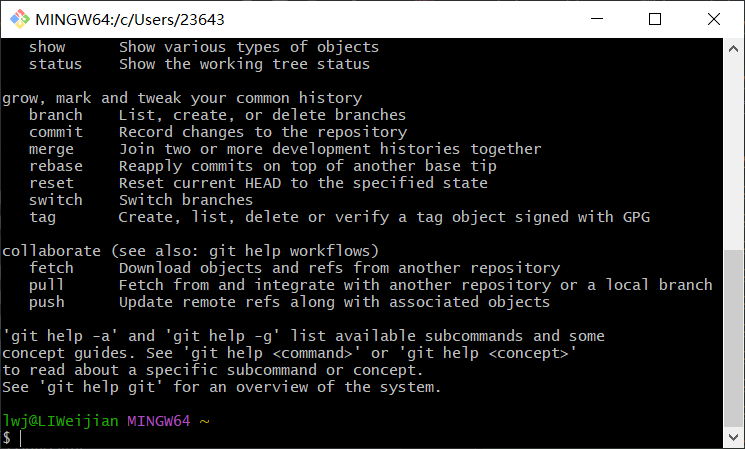 MINGW64:/c/Users/23643
show Show various types of objects
status Show the working tree status
grow, mark and tweak your common history
branch List, create, or delete branches
commit Record changes to the repository
merge Join two or more development histories together
rebase Reapply commits on top of another base tip
reset Reset current HEAD to the specified state
switch Switch branches
tag Create, list, delete or verify a tag object signed with GPG
collaborate (see also: git help workflows)
fetch Download objects and refs from another repository
pull Fetch from and integrate with another repository or a local branch
push Update remote refs along with associated objects
'git help -a' and 'git help -g' list available subcommands and some
concept guides. See 'git help <command>' or 'git help <concept>'
to read about a specific subcommand or concept.
See 'git help git' for an overview of the system.
lwj@LIWeijian MINGW64 ~
$